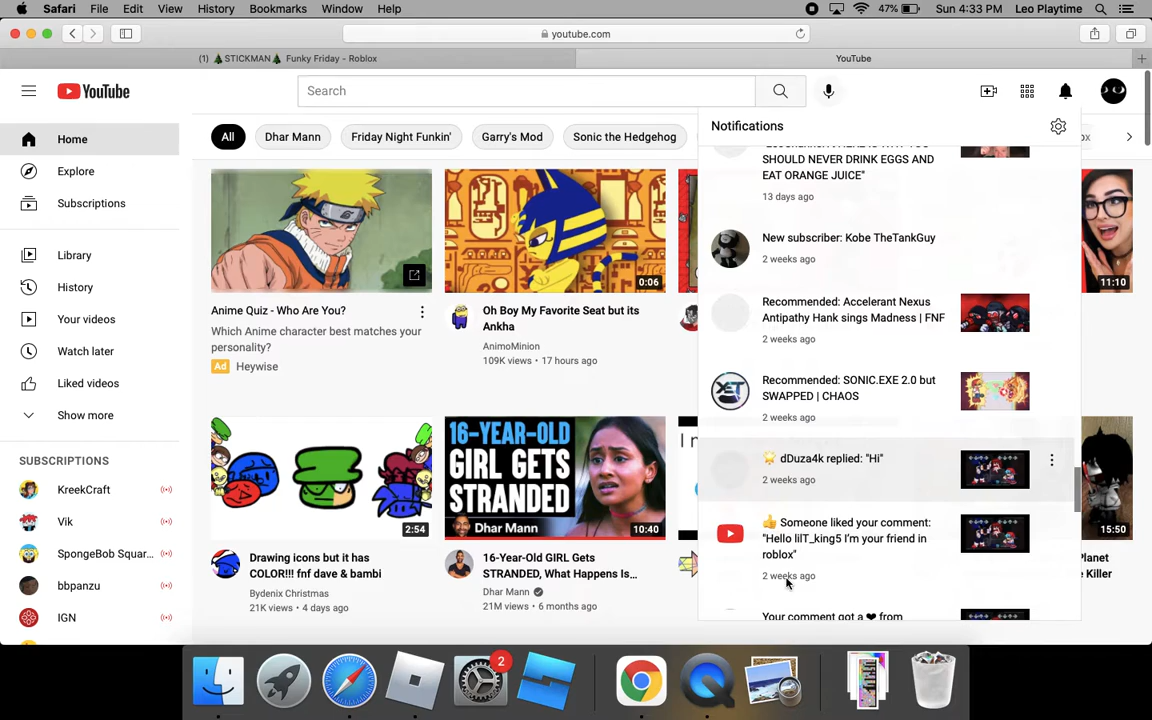 Safari File Edit View History Bookmarks Window Help 47% Sun 4:33 PM Leo Playtime
youtube.com
(1) 🎄STICKMAN🎄 Funky Friday - Roblox
YouTube
YouTube
Search
Home
Explore
Subscriptions
Library
History
Your videos
Watch later
Liked videos
Show more
SUBSCRIPTIONS
KreekCraft
Vik
SpongeBob Squar...
bbpanzu
IGN
All
Dhar Mann
Friday Night Funkin'
Garry's Mod
Sonic the Hedgehog
Anime Quiz - Who Are You?
Which Anime character best matches your
personality?
Ad Heywise
0:06
Oh Boy My Favorite Seat but its
Ankha
AnimoMinion
109K views • 17 hours ago
11:10
2:54
Drawing icons but it has
COLOR!!! fnf dave & bambi
Bydenix Christmas
21K views • 4 days ago
16-YEAR-OLD
GIRL GETS
STRANDED
Dhar Mann
10:40
16-Year-Old GIRL Gets
STRANDED, What Happens Is...
Dhar Mann
21M views • 6 months ago
15:50
Planet
Killer
Notifications
SHOULD NEVER DRINK EGGS AND
EAT ORANGE JUICE"
13 days ago
New subscriber: Kobe TheTankGuy
2 weeks ago
Recommended: Accelerant Nexus
Antipathy Hank sings Madness | FNF
2 weeks ago
Recommended: SONIC.EXE 2.0 but
SWAPPED | CHAOS
2 weeks ago
dDuza4k replied: "Hi"
2 weeks ago
👍 Someone liked your comment:
"Hello lilT_king5 I'm your friend in
roblox"
2 weeks ago
Your comment got a ❤ from
2